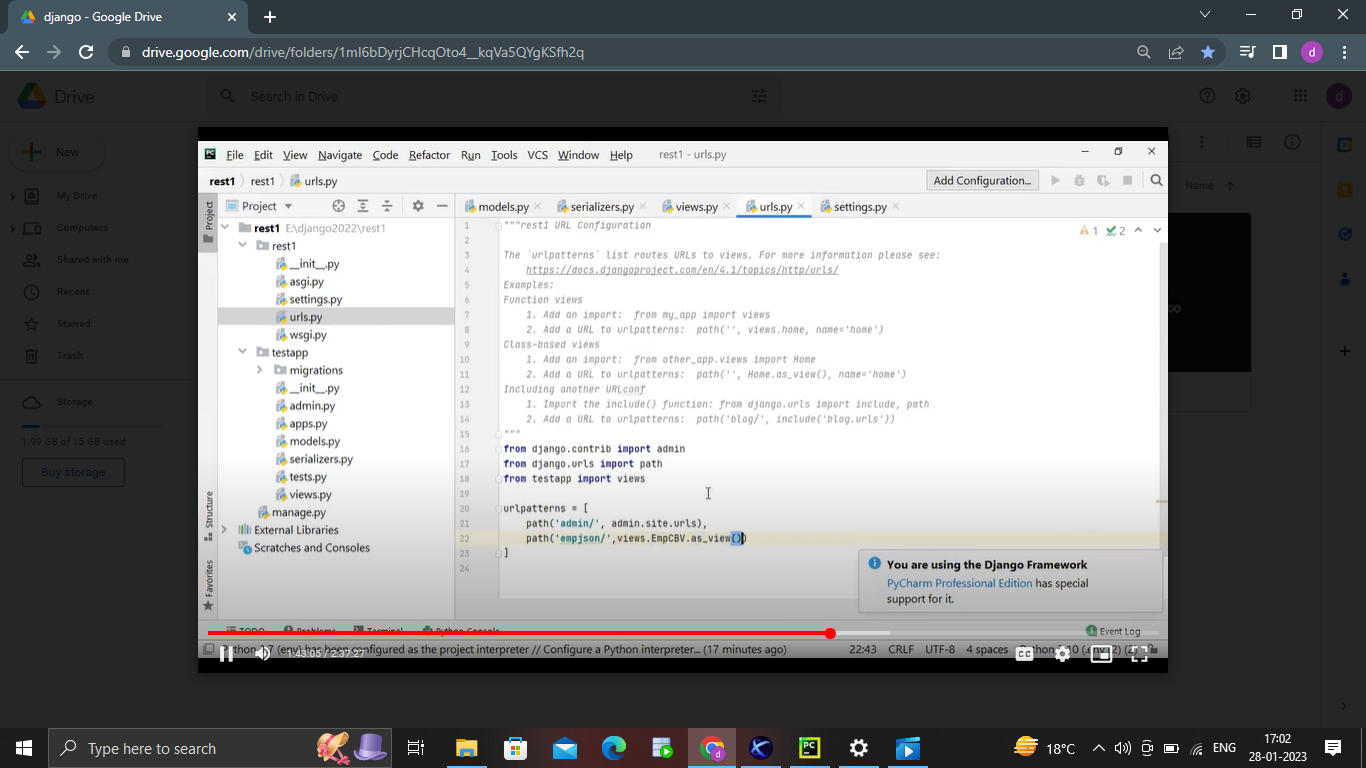 django - Google Drive
drive.google.com/drive/folders/1mI6bDyrjCHcqOto4__kqVa5QYgKSfh2q
d
Drive
Search in Drive
d
New
My Drive
Computers
Shared with me
Recent
Starred
Trash
Storage
1.99 GB of 15 GB used
Buy storage
Name
PC File Edit View Navigate Code Refactor Run Tools VCS Window Help rest1 - urls.py
rest1 rest1 urls.py
Add Configuration...
Project
Structure
Favorites
Project
rest1 E:\django2022\rest1
rest1
__init__.py
asgi.py
settings.py
urls.py
wsgi.py
testapp
migrations
__init__.py
admin.py
apps.py
models.py
serializers.py
tests.py
views.py
manage.py
External Libraries
Scratches and Consoles
models.py serializers.py views.py urls.py settings.py
1 2
1 """rest1 URL Configuration
2
3 The `urlpatterns` list routes URLs to views. For more information please see:
4 https://docs.djangoproject.com/en/4.1/topics/http/urls/
5 Examples:
6 Function views
7 1. Add an import:  from my_app import views
8 2. Add a URL to urlpatterns:  path('', views.home, name='home')
9 Class-based views
10 1. Add an import:  from other_app.views import Home
11 2. Add a URL to urlpatterns:  path('', Home.as_view(), name='home')
12 Including another URLconf
13 1. Import the include() function: from django.urls import include, path
14 2. Add a URL to urlpatterns:  path('blog/', include('blog.urls'))
15 """
16 from django.contrib import admin
17 from django.urls import path
18 from testapp import views
19
20 urlpatterns = [
21 path('admin/', admin.site.urls),
22 path('empjson/',views.EmpCBV.as_view())
23 ]
24
You are using the Django Framework
PyCharm Professional Edition has special
support for it.
TODO Problems Terminal Python Console
Event Log
configured as the project interpreter // Configure a Python interpreter... (17 minutes ago)
22:43 CRLF UTF-8 4 spaces
1:43:05 / 2:37:27
CC
Type here to search
d
PC
18°C
ENG
17:02
28-01-2023